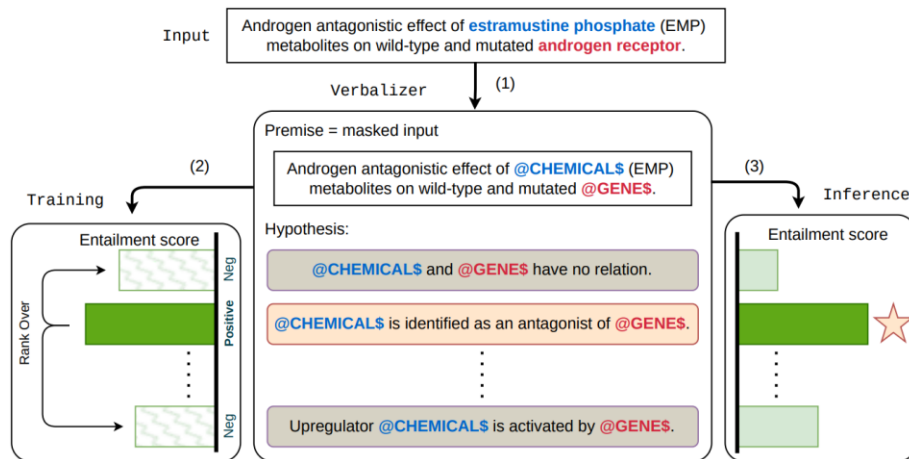 Input
Androgen antagonistic effect of estramustine phosphate (EMP)
metabolites on wild-type and mutated androgen receptor.
(1)
Verbalizer
Premise = masked input
Androgen antagonistic effect of @CHEMICAL$ (EMP)
metabolites on wild-type and mutated @GENE$.
Hypothesis:
@CHEMICAL$ and @GENE$ have no relation.
@CHEMICAL$ is identified as an antagonist of @GENE$.
Upregulator @CHEMICAL$ is activated by @GENE$.
(2)
Training
Entailment score
Rank Over
Neg
Positive
Neg
(3)
Inference
Entailment score